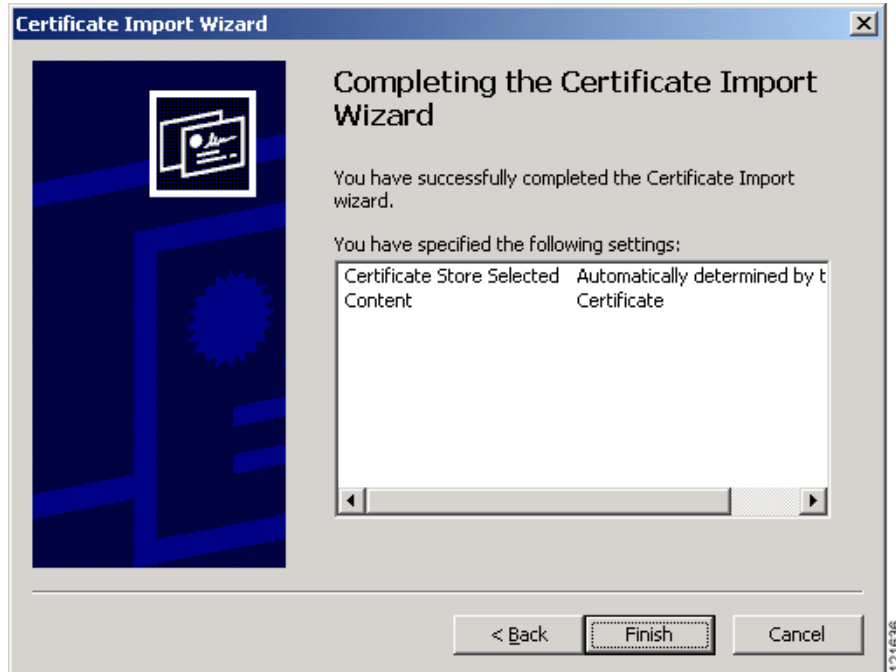 Certificate Import Wizard
Completing the Certificate Import
Wizard
You have successfully completed the Certificate Import
wizard.
You have specified the following settings:
Certificate Store Selected Automatically determined by t
Content Certificate
< Back Finish Cancel